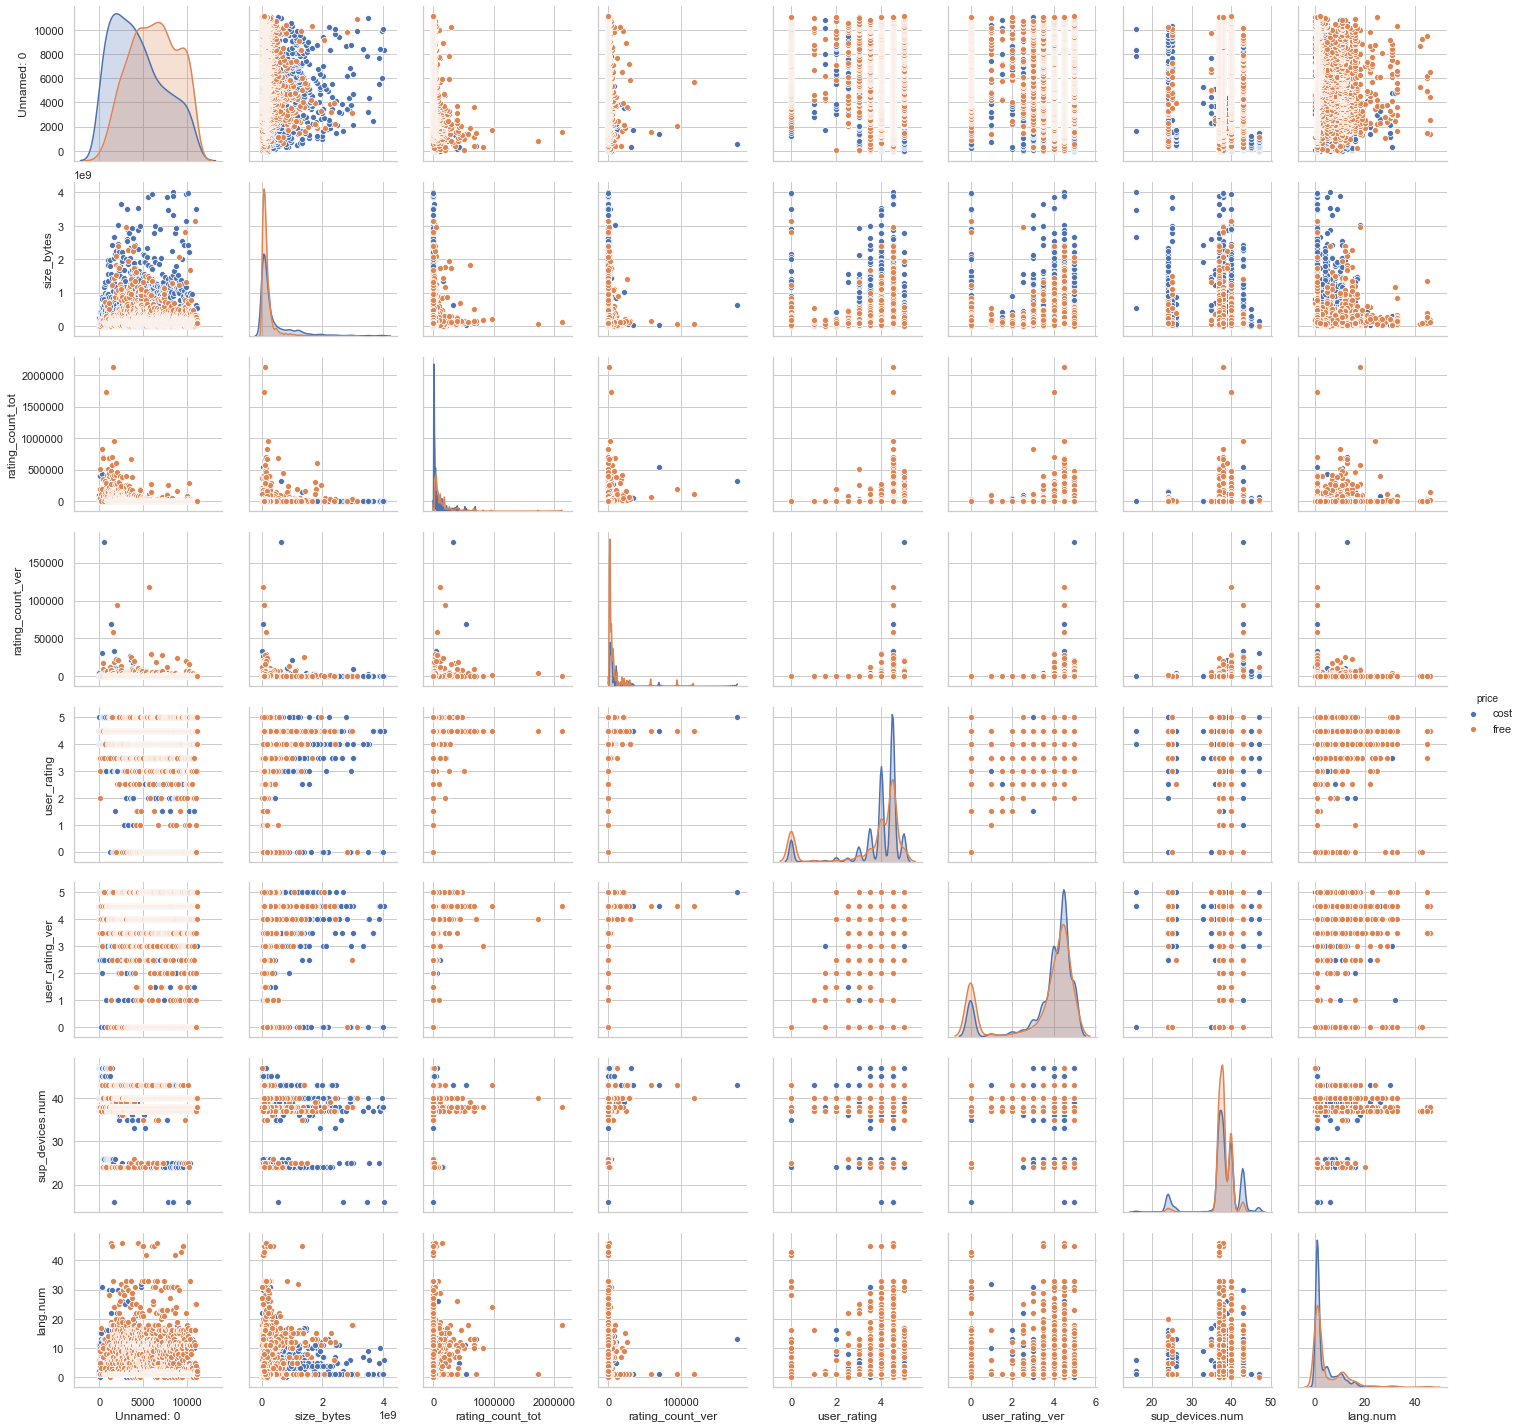 10000
8000
6000
4000
2000
0
Unnamed: 0
1e9
4
3
2
1
0
size_bytes
2000000
1500000
1000000
500000
0
rating_count_tot
150000
100000
50000
0
rating_count_ver
5
4
3
2
1
0
user_rating
price
cost
free
5
4
3
2
1
0
user_rating_ver
40
30
20
sup_devices.num
40
30
20
10
0
lang.num
0 5000 10000
0 2 4
0 1000000 2000000
0 100000
0 2 4
0 2 4 6
20 30 40 50
0 20 40
1e9
Unnamed: 0 size_bytes rating_count_tot rating_count_ver user_rating user_rating_ver sup_devices.num lang.num